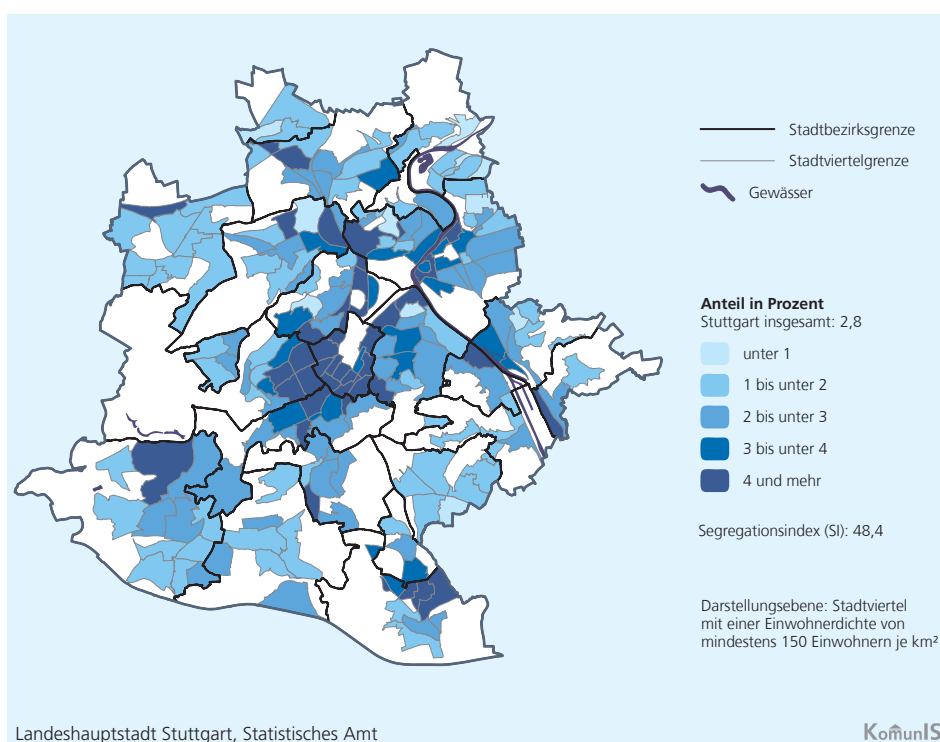 Stadtbezirksgrenze
Stadtviertelgrenze
Gewässer
Anteil in Prozent
Stuttgart insgesamt: 2,8
unter 1
1 bis unter 2
2 bis unter 3
3 bis unter 4
4 und mehr
Segregationsindex (SI): 48,4
Darstellungsebene: Stadtviertel
mit einer Einwohnerdichte von
mindestens 150 Einwohnern je km²
Landeshauptstadt Stuttgart, Statistisches Amt
KomunIS